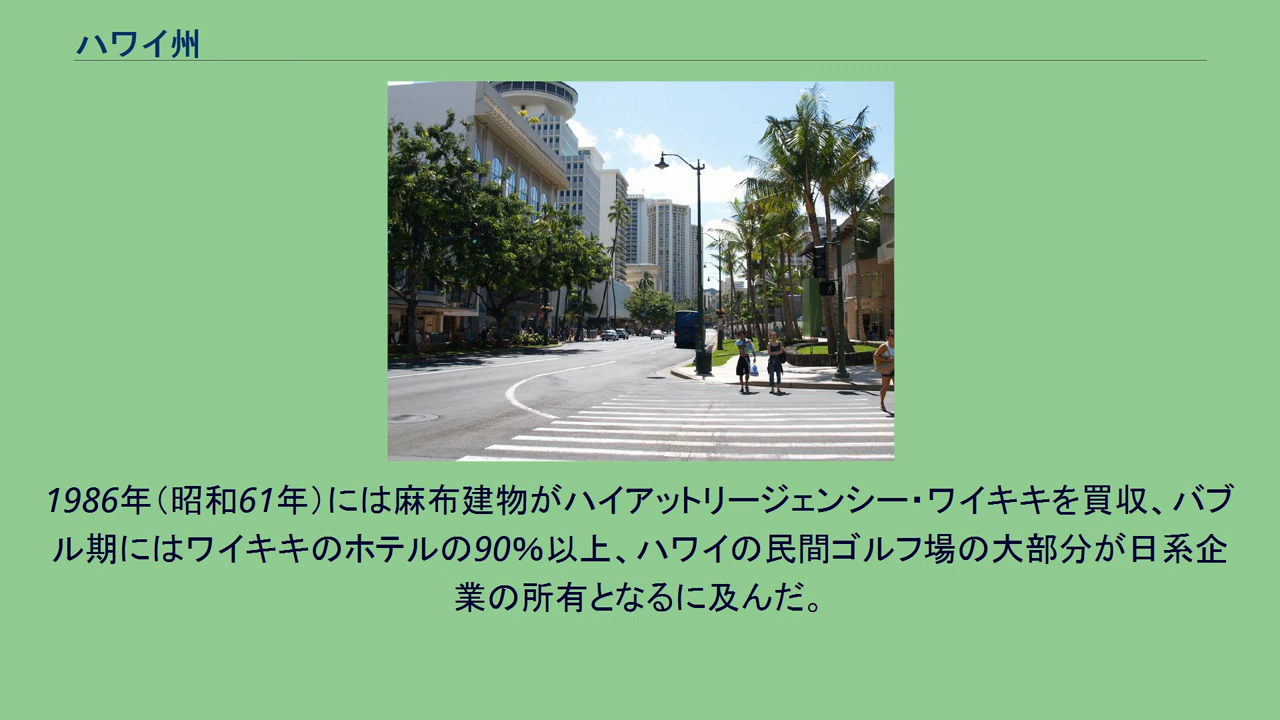 ハワイ州
1986年（昭和61年）には麻布建物がハイアットリージェンシー・ワイキキを買収、バブ
ル期にはワイキキのホテルの90%以上、ハワイの民間ゴルフ場の大部分が日系企
業の所有となるに及んだ。